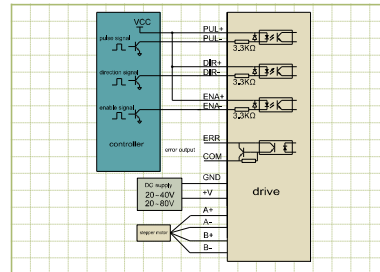 VCC
pulse signal
PUL+
PUL-
3.3KΩ
direction signal
DIR+
DIR-
3.3KΩ
enable signal
ENA+
ENA-
3.3KΩ
controller
error output
ERR
COM
GND
+V
DC supply
20~40V
20~80V
drive
A+
A-
B+
B-
stepper motor